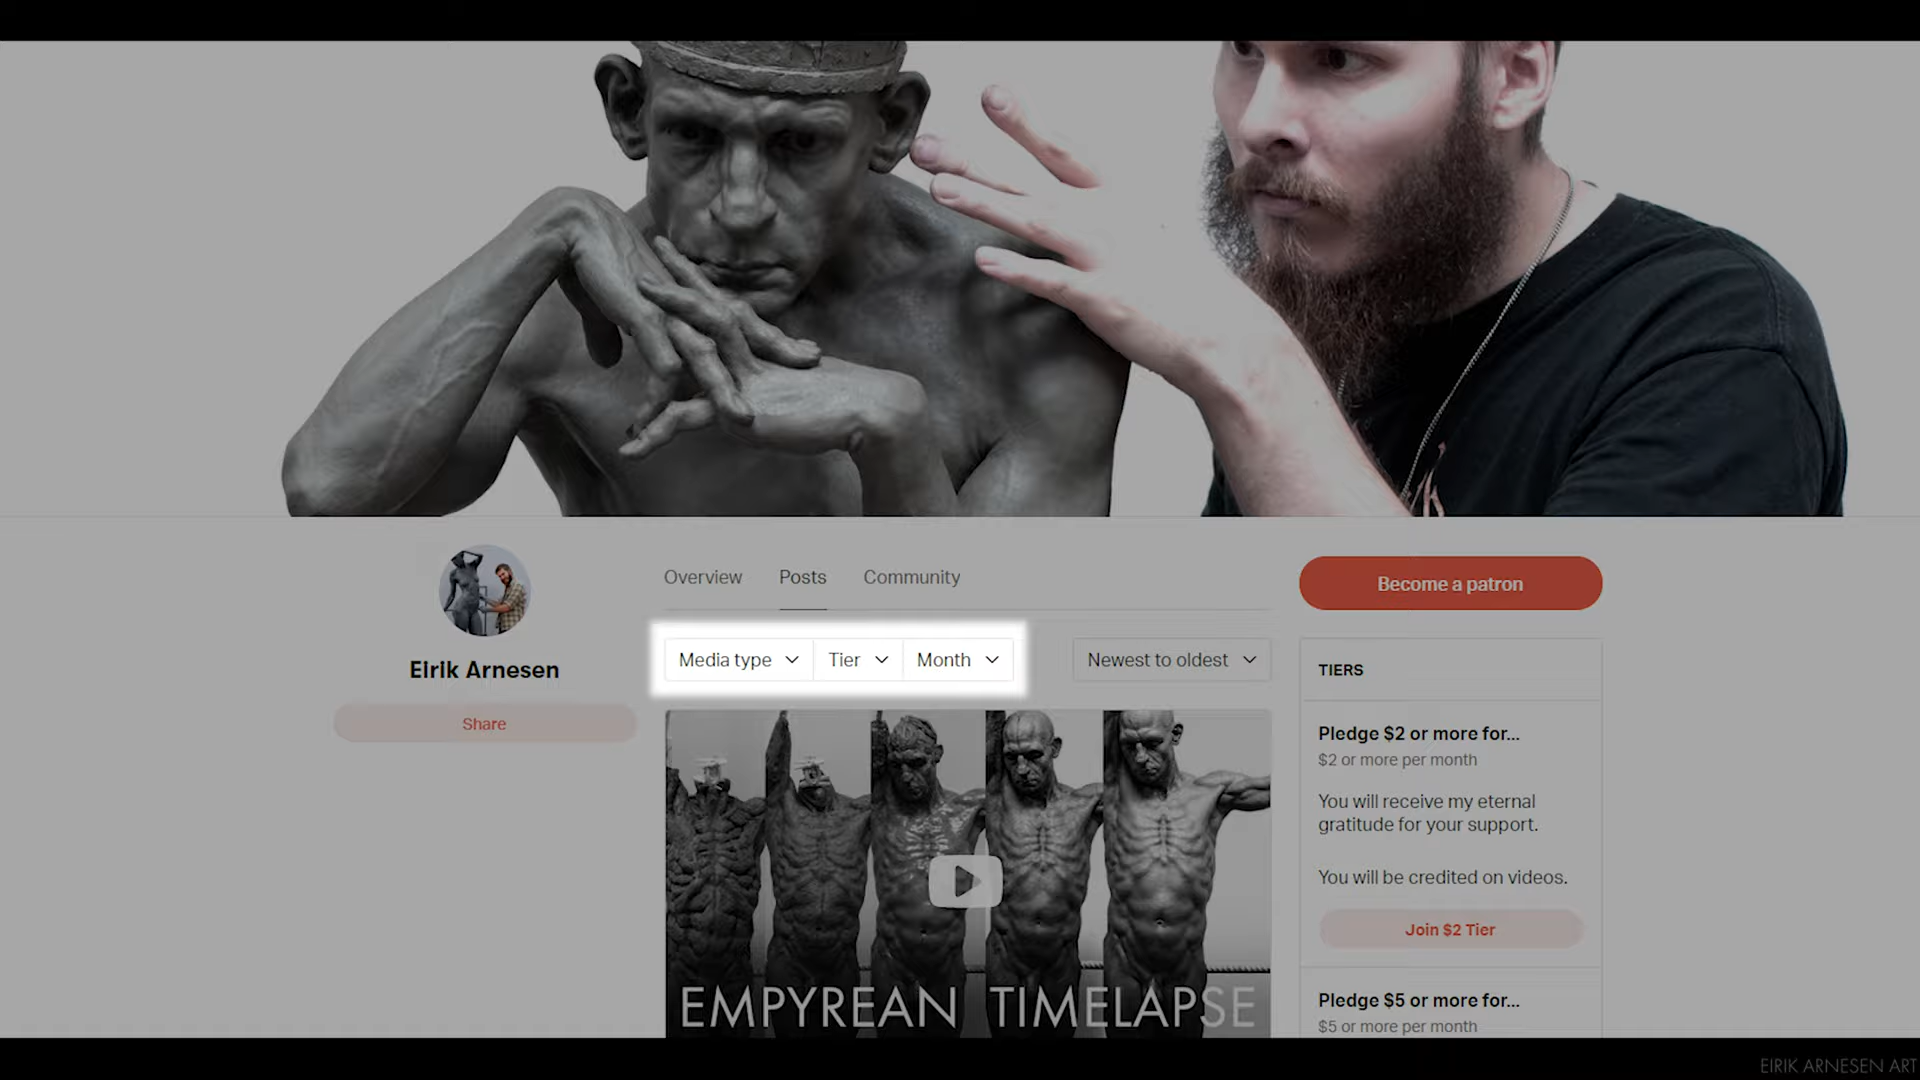 Overview Posts Community
Become a patron
Eirik Arnesen
Share
Media type Tier Month
Newest to oldest
EMPYREAN TIMELAPSE
TIERS
Pledge $2 or more for...
$2 or more per month
You will receive my eternal
gratitude for your support.
You will be credited on videos.
Join $2 Tier
Pledge $5 or more for...
$5 or more per month
EIRIK ARNESEN ART